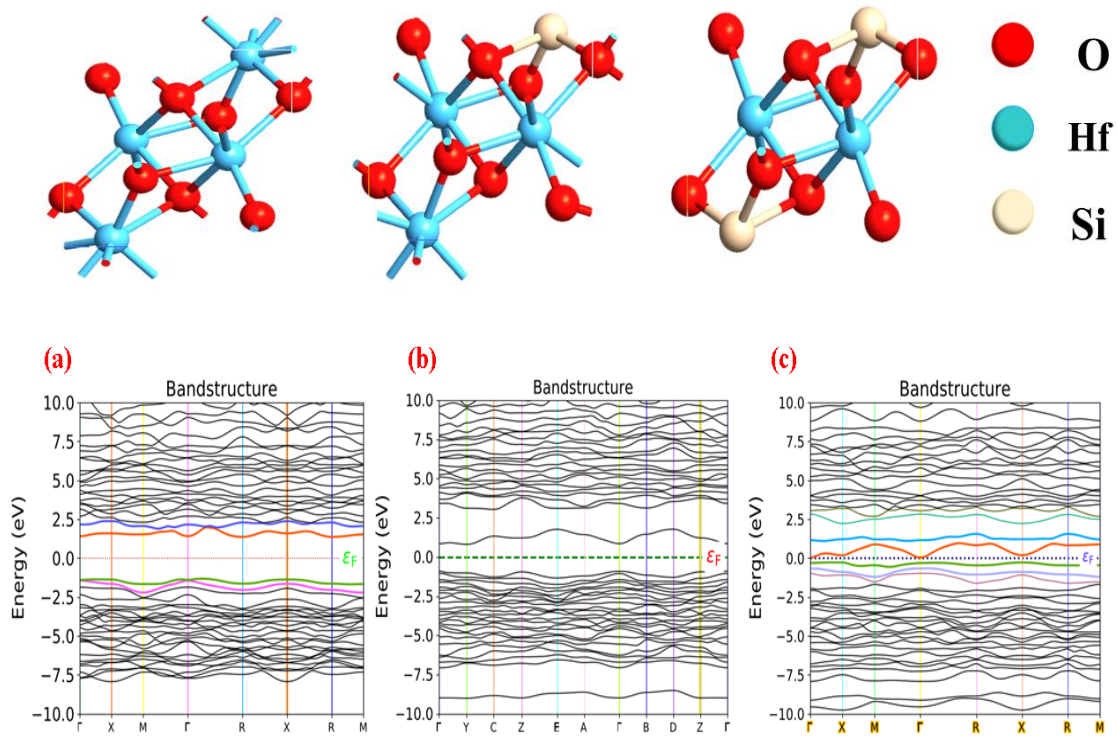 O
Hf
Si
(a)
(b)
(c)
Bandstructure
Energy (eV)
10.0
7.5
5.0
2.5
0.0
−2.5
−5.0
−7.5
−10.0
εF
Γ X M Γ R X R M
Bandstructure
Energy (eV)
10.0
7.5
5.0
2.5
0.0
−2.5
−5.0
−7.5
−10.0
εF
Γ Y C Z E A Γ B D Z Γ
Bandstructure
Energy (eV)
10.0
7.5
5.0
2.5
0.0
−2.5
−5.0
−7.5
−10.0
εF
Γ X M Γ R X R M